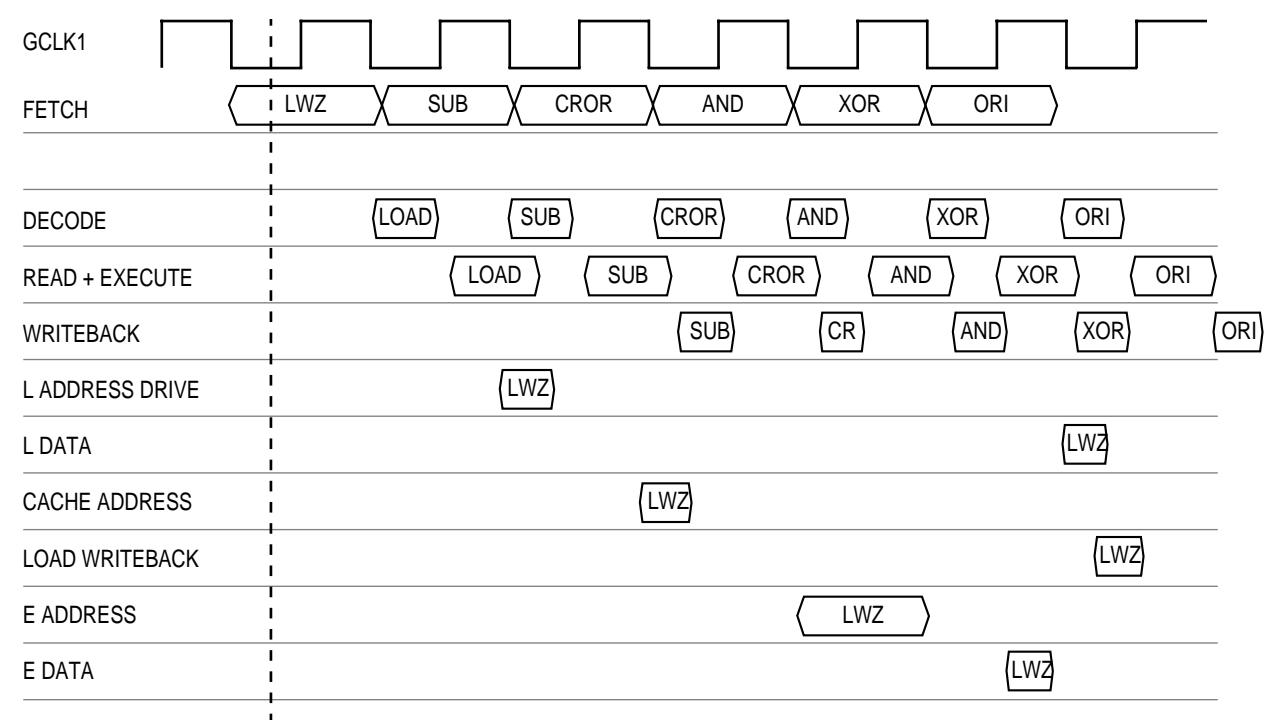 GCLK1
FETCH LWZ SUB CROR AND XOR ORI
DECODE LOAD SUB CROR AND XOR ORI
READ + EXECUTE LOAD SUB CROR AND XOR ORI
WRITEBACK SUB CR AND XOR ORI
L ADDRESS DRIVE LWZ
L DATA LWZ
CACHE ADDRESS LWZ
LOAD WRITEBACK LWZ
E ADDRESS LWZ
E DATA LWZ